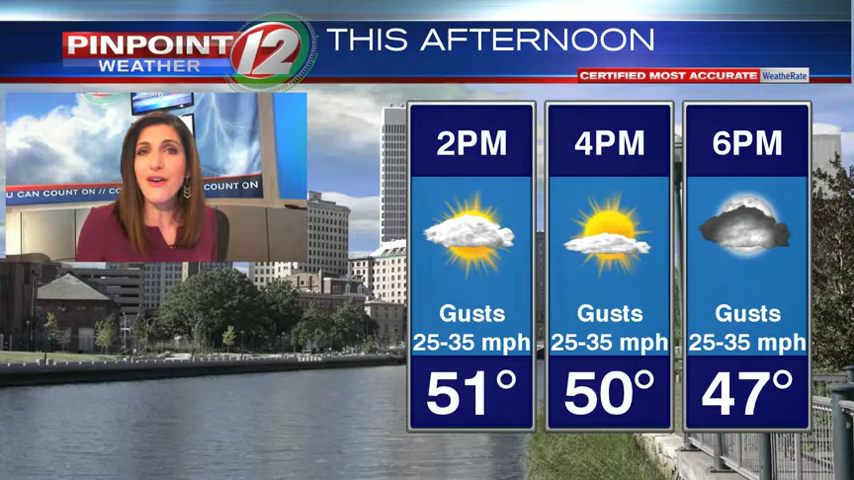 PINPOINT 12
WEATHER
THIS AFTERNOON
CERTIFIED MOST ACCURATE WeatheRate
U CAN COUNT ON // CO COUNT ON
2PM 4PM 6PM
Gusts Gusts Gusts
25-35 mph 25-35 mph 25-35 mph
51° 50° 47°